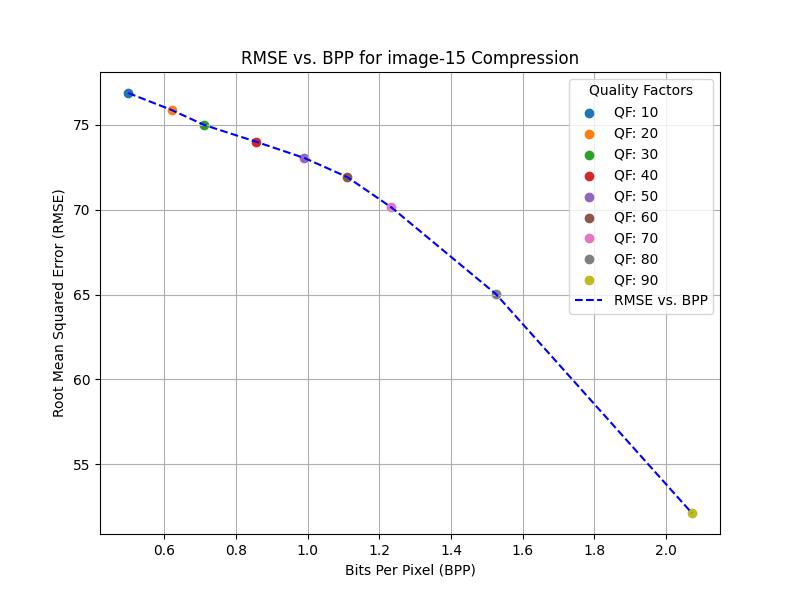 RMSE vs. BPP for image-15 Compression
Root Mean Squared Error (RMSE)
75
70
65
60
55
Quality Factors
QF: 10
QF: 20
QF: 30
QF: 40
QF: 50
QF: 60
QF: 70
QF: 80
QF: 90
RMSE vs. BPP
0.6 0.8 1.0 1.2 1.4 1.6 1.8 2.0
Bits Per Pixel (BPP)